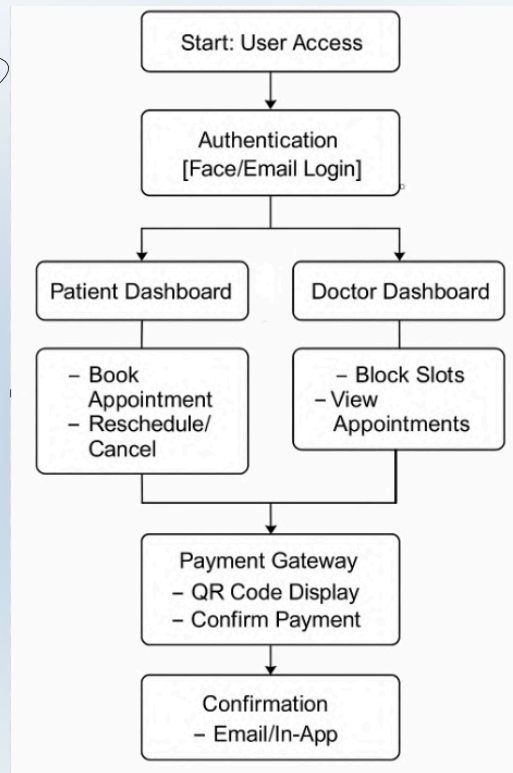 Start: User Access
Authentication
[Face/Email Login]
Patient Dashboard
Doctor Dashboard
– Book
Appointment
– Reschedule/
Cancel
– Block Slots
– View
Appointments
Payment Gateway
– QR Code Display
– Confirm Payment
Confirmation
– Email/In-App